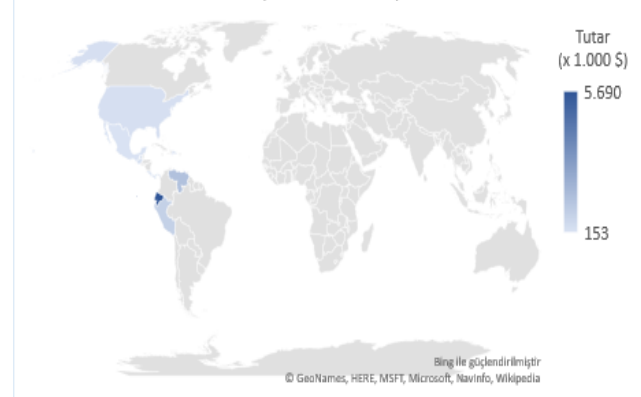 Tutar
(x 1.000 $)
5.690
153
Bing ile güçlendirilmiştir
© GeoNames, HERE, MSFT, Microsoft, NavInfo, Wikipedia